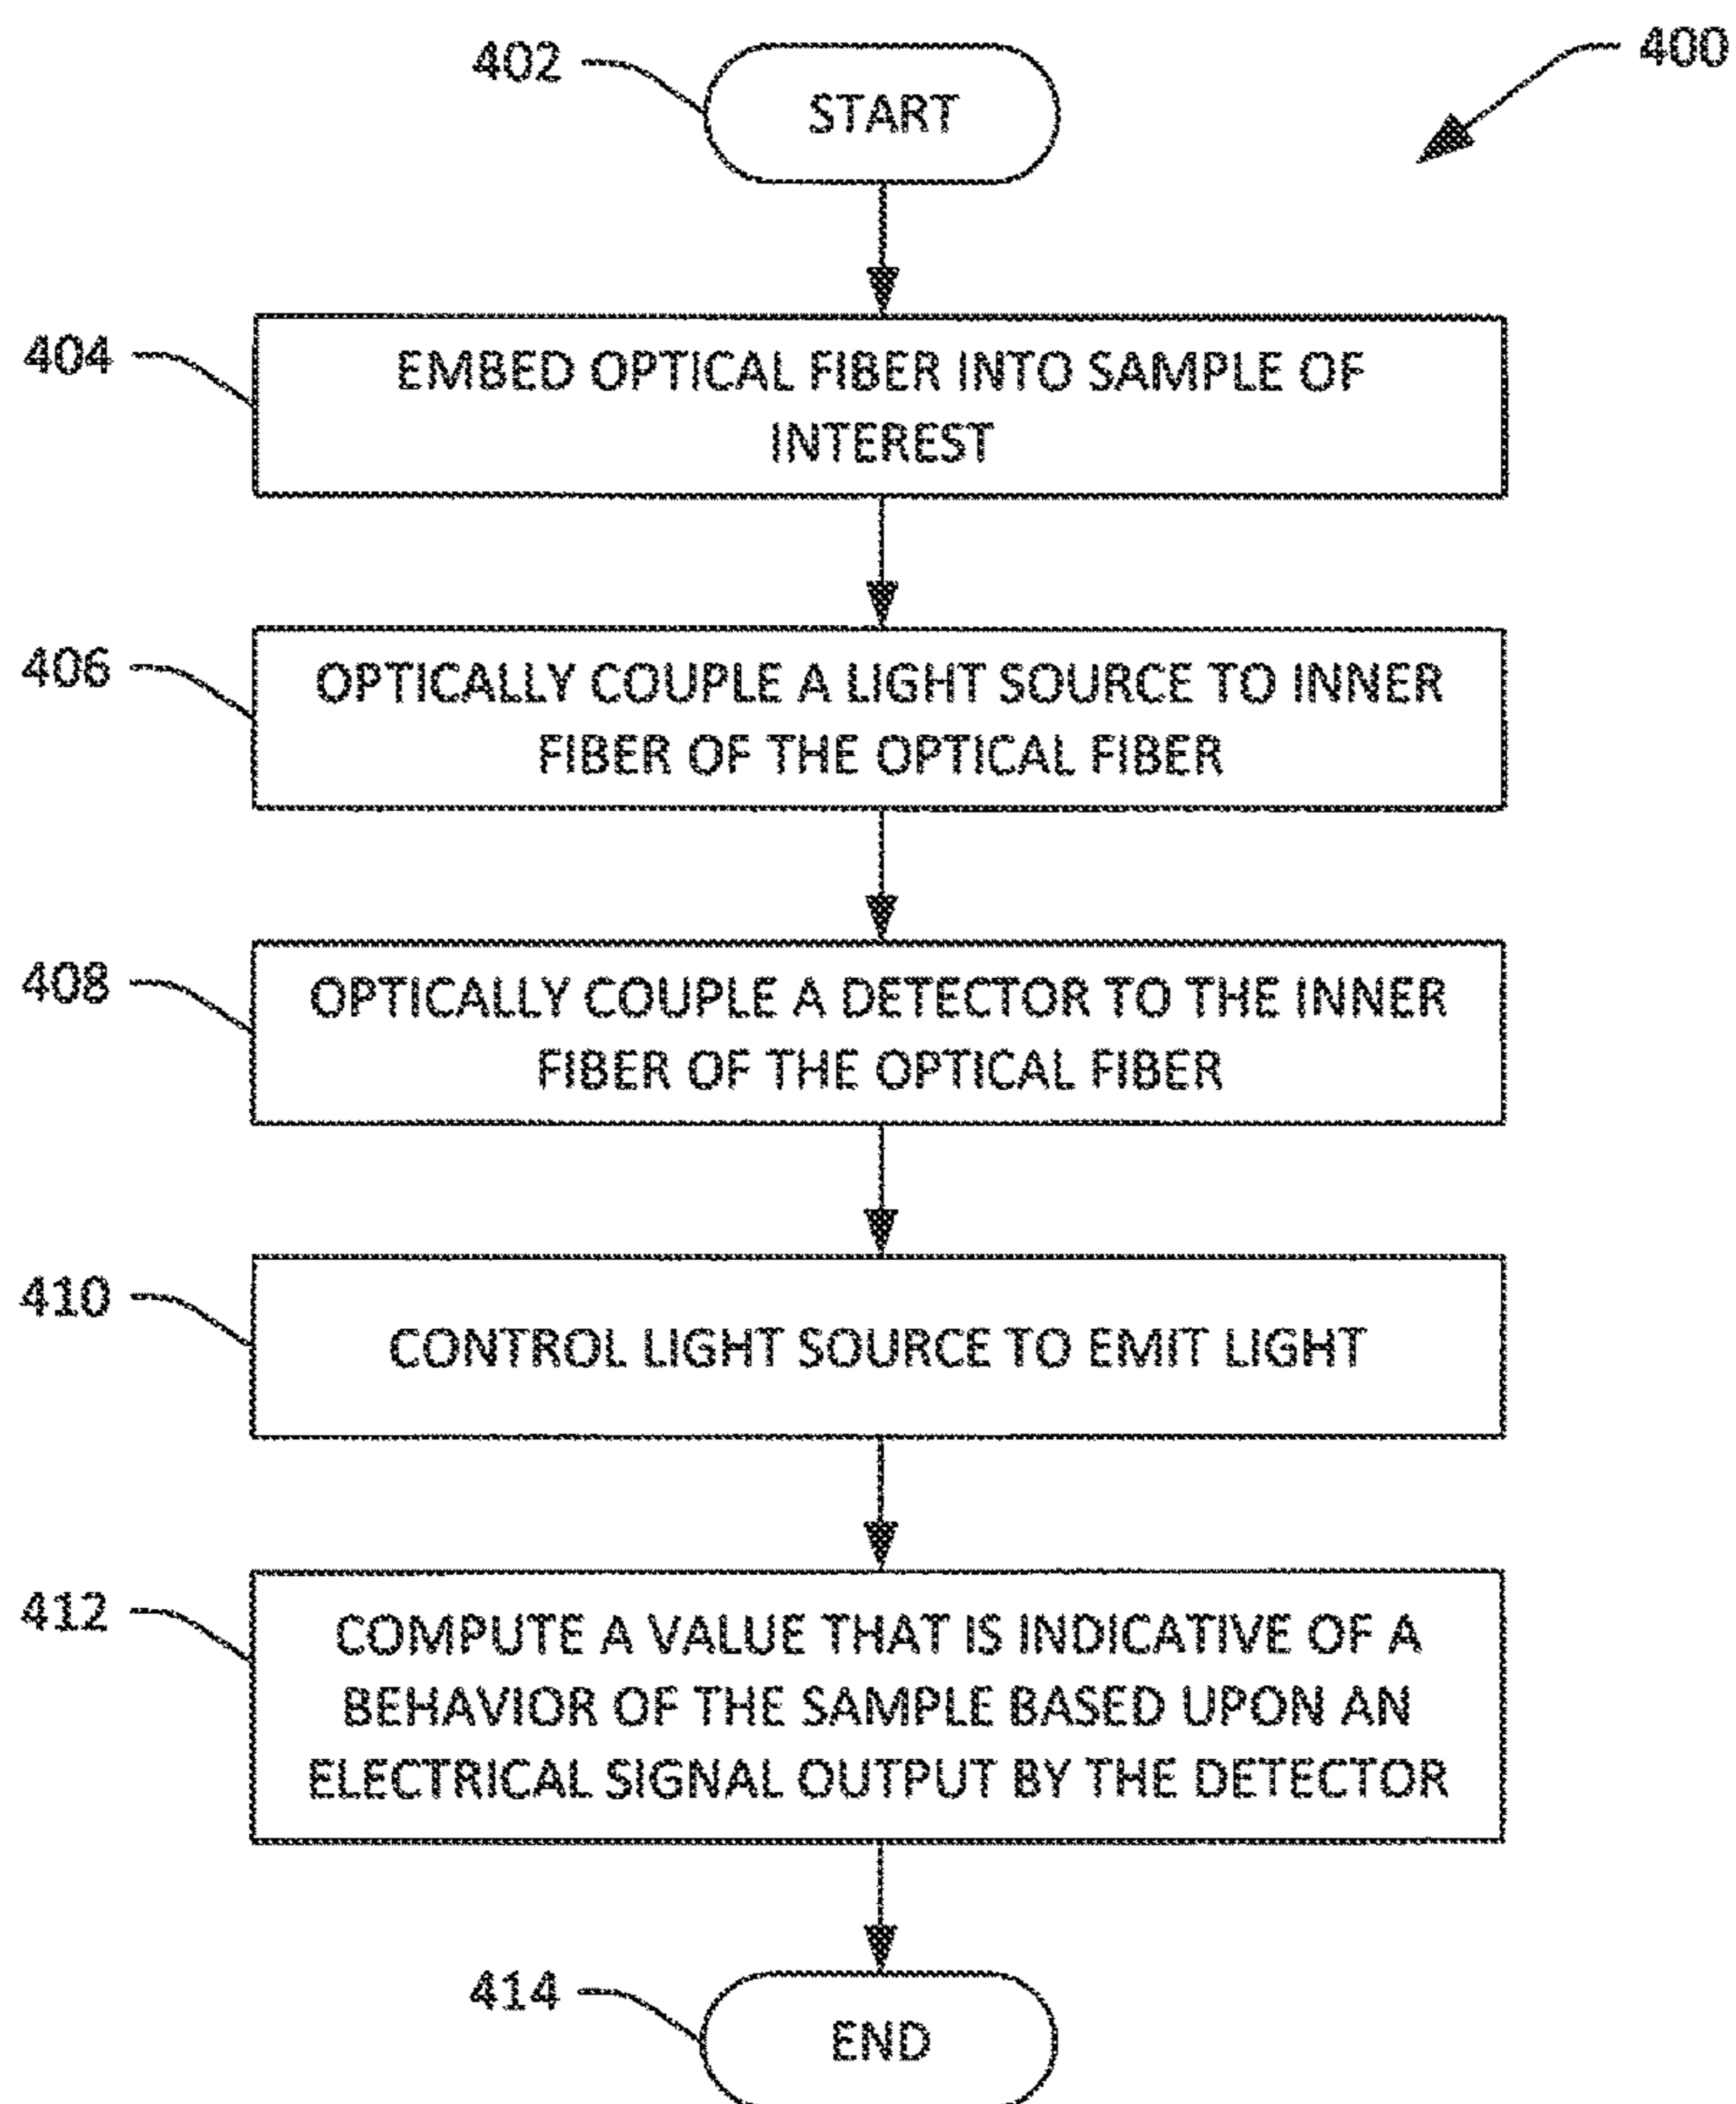 400
402
START
404
EMBED OPTICAL FIBER INTO SAMPLE OF
INTEREST
406
OPTICALLY COUPLE A LIGHT SOURCE TO INNER
FIBER OF THE OPTICAL FIBER
408
OPTICALLY COUPLE A DETECTOR TO THE INNER
FIBER OF THE OPTICAL FIBER
410
CONTROL LIGHT SOURCE TO EMIT LIGHT
412
COMPUTE A VALUE THAT IS INDICATIVE OF A
BEHAVIOR OF THE SAMPLE BASED UPON AN
ELECTRICAL SIGNAL OUTPUT BY THE DETECTOR
414
END